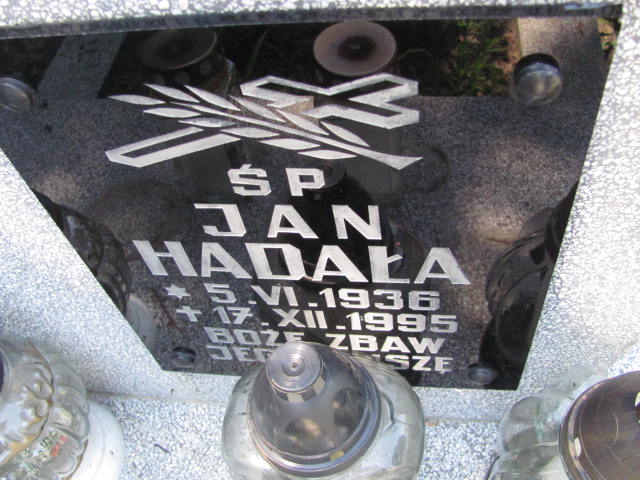 ŚP
JAN
HADAŁA
* 5.VI.1936
+ 17.XII.1995
BOŻE ZBAW